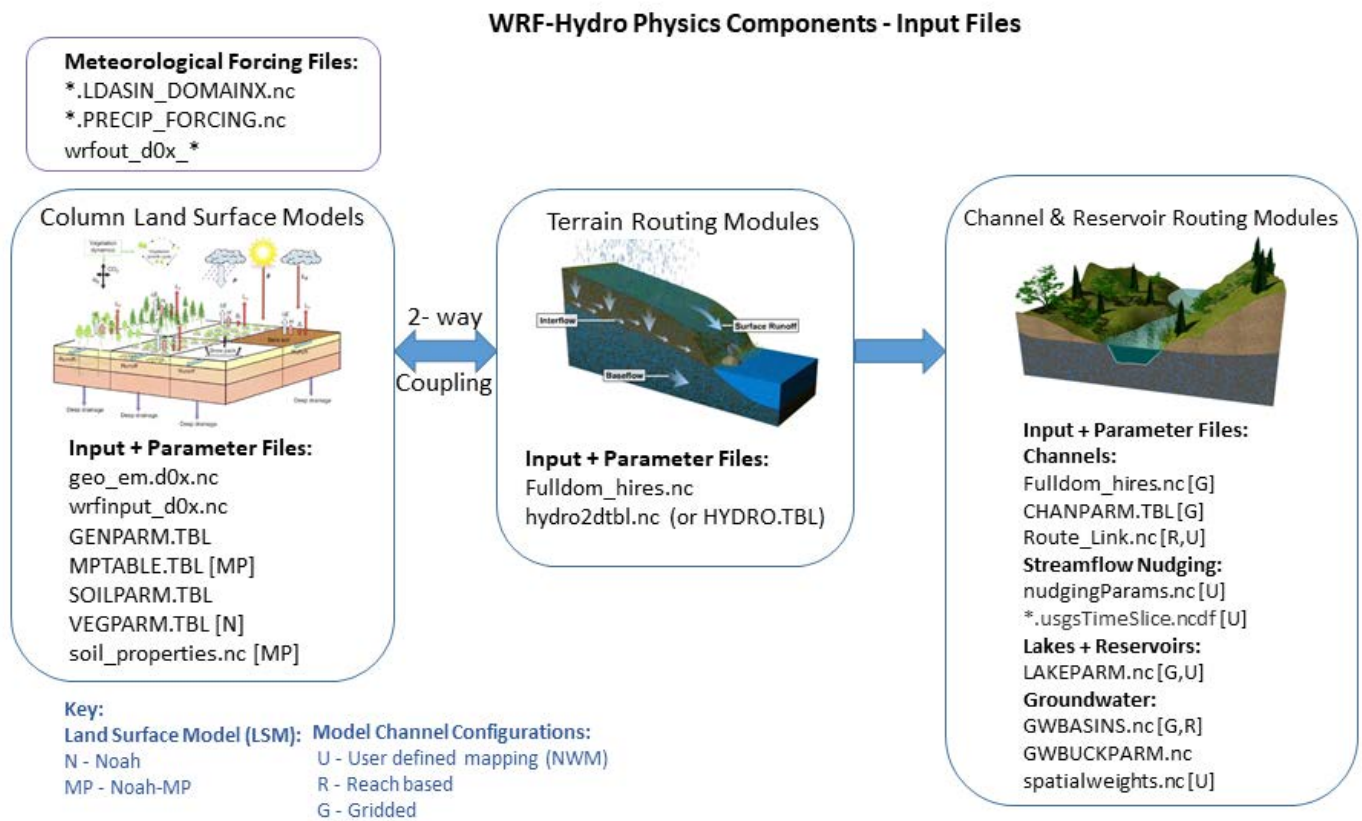 WRF-Hydro Physics Components - Input Files
Meteorological Forcing Files:
*.LDASIN_DOMAINX.nc
*.PRECIP_FORCING.nc
wrfout_d0x_*
Column Land Surface Models
Vegetation
dynamics
CO₂
Runoff
Runoff
Runoff
Deep drainage
Deep drainage
Deep drainage
Input + Parameter Files:
geo_em.d0x.nc
wrfinput_d0x.nc
GENPARM.TBL
MPTABLE.TBL [MP]
SOILPARM.TBL
VEGPARM.TBL [N]
soil_properties.nc [MP]
2- way
Coupling
Terrain Routing Modules
Interflow
Surface Runoff
Baseflow
Input + Parameter Files:
Fulldom_hires.nc
hydro2dtbl.nc (or HYDRO.TBL)
Channel & Reservoir Routing Modules
Input + Parameter Files:
Channels:
Fulldom_hires.nc [G]
CHANPARM.TBL [G]
Route_Link.nc [R,U]
Streamflow Nudging:
nudgingParams.nc [U]
*.usgsTimeSlice.ncdf [U]
Lakes + Reservoirs:
LAKEPARM.nc [G,U]
Groundwater:
GWBASINS.nc [G,R]
GWBUCKPARM.nc
spatialweights.nc [U]
Key:
Land Surface Model (LSM):
N - Noah
MP - Noah-MP
Model Channel Configurations:
U - User defined mapping (NWM)
R - Reach based
G - Gridded